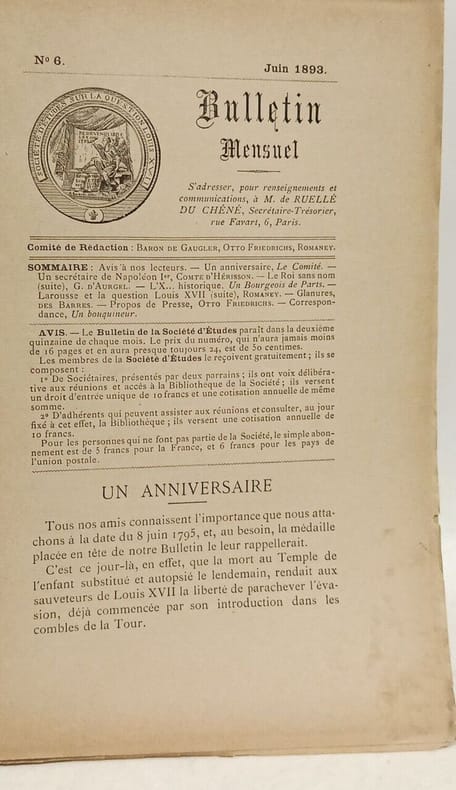 Nº 6.
Juin 1893.
SOCIÉTÉ D'ÉTUDES SUR LA QUESTION LOUIS XVII
Bulletin
Mensuel
S'adresser, pour renseignements et
communications, à M. de RUELLÉ
DU CHÉNÉ, Secrétaire-Trésorier,
rue Favart, 6, Paris.
Comité de Rédaction : BARON DE GAUGLER, OTTO FRIEDRICHS, ROMANEY.
SOMMAIRE : Avis à nos lecteurs. — Un anniversaire, Le Comité. —
Un secrétaire de Napoléon Ier, COMTE D'HÉRISSON. — Le Roi sans nom
(suite), G. D'AURGEL. — L'X... historique. Un Bourgeois de Paris. —
Larousse et la question Louis XVII (suite), ROMANEY. — Glanures,
DES BARRES. — Propos de Presse, OTTO FRIEDRICHS. — Correspon-
dance, Un bouquineur.
AVIS. — Le Bulletin de la Société d'Études paraît dans la deuxième
quinzaine de chaque mois. Le prix du numéro, qui n'aura jamais moins
de 16 pages et en aura presque toujours 24, est de 50 centimes.
Les membres de la Société d'Études le reçoivent gratuitement ; ils se
composent :
1º De Sociétaires, présentés par deux parrains ; ils ont voix délibéra-
tive aux réunions et accès à la Bibliothèque de la Société ; ils versent
un droit d'entrée unique de 10 francs et une cotisation annuelle de même
somme.
2º D'adhérents qui peuvent assister aux réunions et consulter, au jour
fixé à cet effet, la Bibliothèque ; ils versent une cotisation annuelle de
10 francs.
Pour les personnes qui ne font pas partie de la Société, le simple abon-
nement est de 5 francs pour la France, et 6 francs pour les pays de
l'union postale.
UN ANNIVERSAIRE
Tous nos amis connaissent l'importance que nous atta-
chons à la date du 8 juin 1795, et, au besoin, la médaille
placée en tête de notre Bulletin le leur rappellerait.
C'est ce jour-là, en effet, que la mort au Temple de
l'enfant substitué et autopsié le lendemain, rendait aux
sauveteurs de Louis XVII la liberté de parachever l'éva-
sion, déjà commencée par son introduction dans les
combles de la Tour.